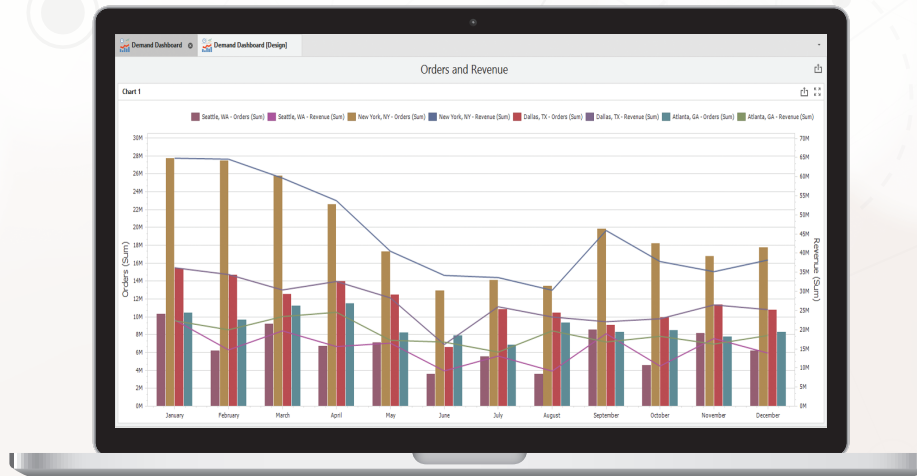 Demand Dashboard
Demand Dashboard [Design]
Orders and Revenue
Chart 1
Seattle, WA - Orders (Sum) Seattle, WA - Revenue (Sum) New York, NY - Orders (Sum) New York, NY - Revenue (Sum) Dallas, TX - Orders (Sum) Dallas, TX - Revenue (Sum) Atlanta, GA - Orders (Sum) Atlanta, GA - Revenue (Sum)
30M 70M
28M 65M
26M 60M
24M 55M
22M 50M
20M 45M
18M 40M
16M 35M
14M 30M
12M 25M
10M 20M
8M 15M
6M 10M
4M 5M
2M
0M 0M
Orders (Sum)
Revenue (Sum)
January February March April May June July August September October November December